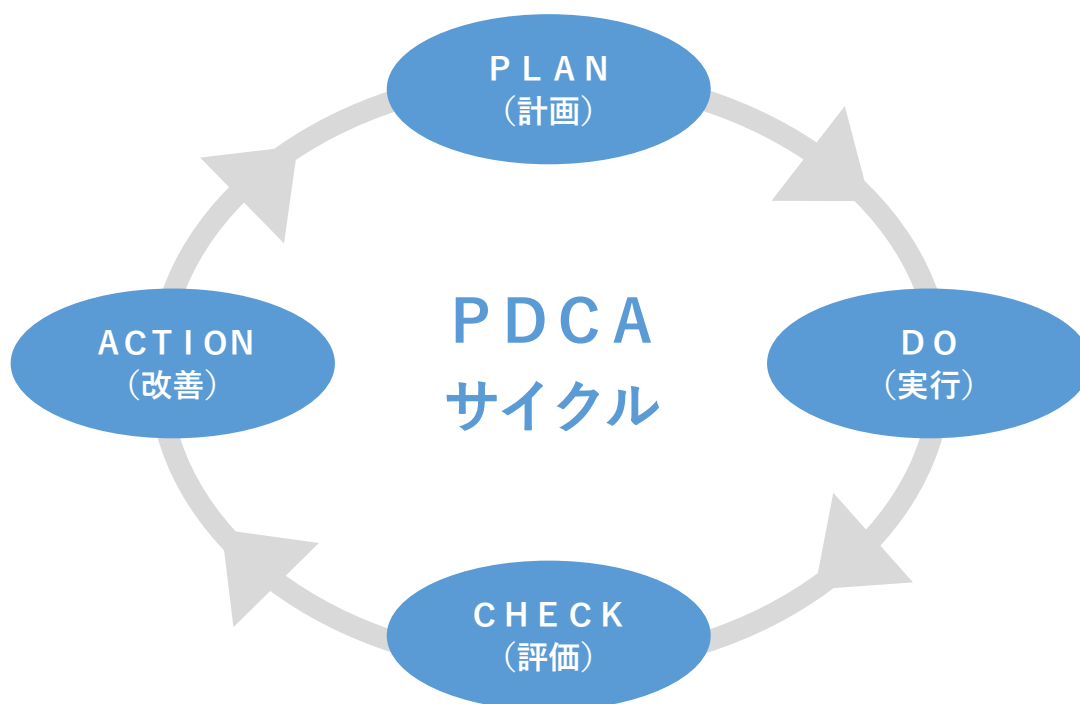 PLAN
（計画）
PDCA
サイクル
ACTION
（改善）
DO
（実行）
CHECK
（評価）